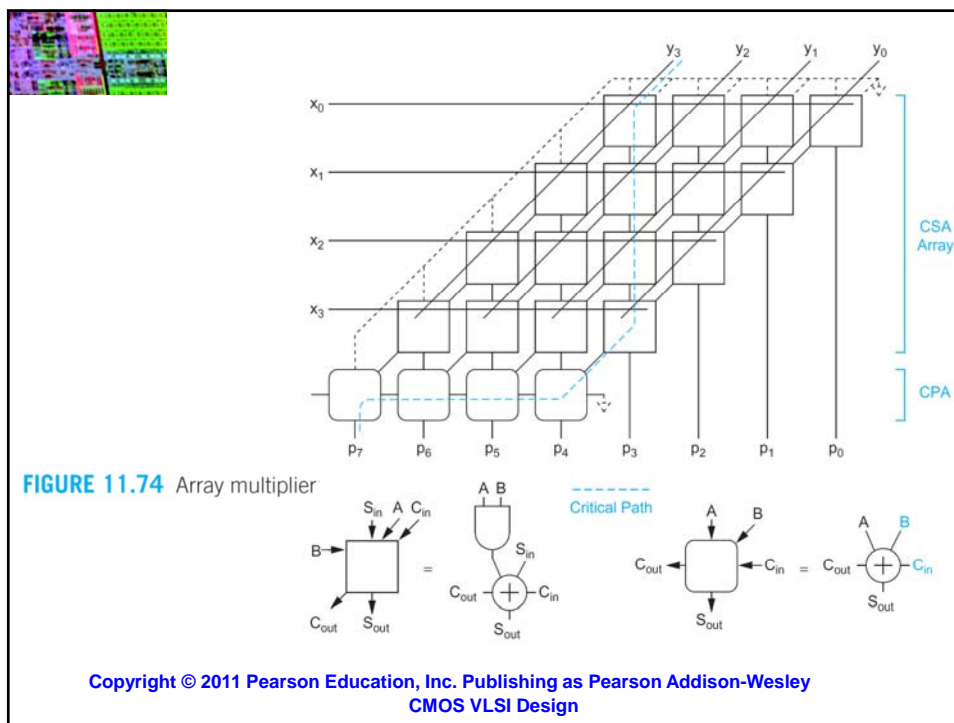 y3 y2 y1 y0
x0
x1
x2
x3
CSA
Array
CPA
p7 p6 p5 p4 p3 p2 p1 p0
FIGURE 11.74 Array multiplier
Critical Path
Sin A Cin
B
=
Cout Sout
A B
Sin
Cout Cin
Sout
A B
Cout Cin
Sout
=
A B
Cout Cin
Sout
Copyright © 2011 Pearson Education, Inc. Publishing as Pearson Addison-Wesley
CMOS VLSI Design